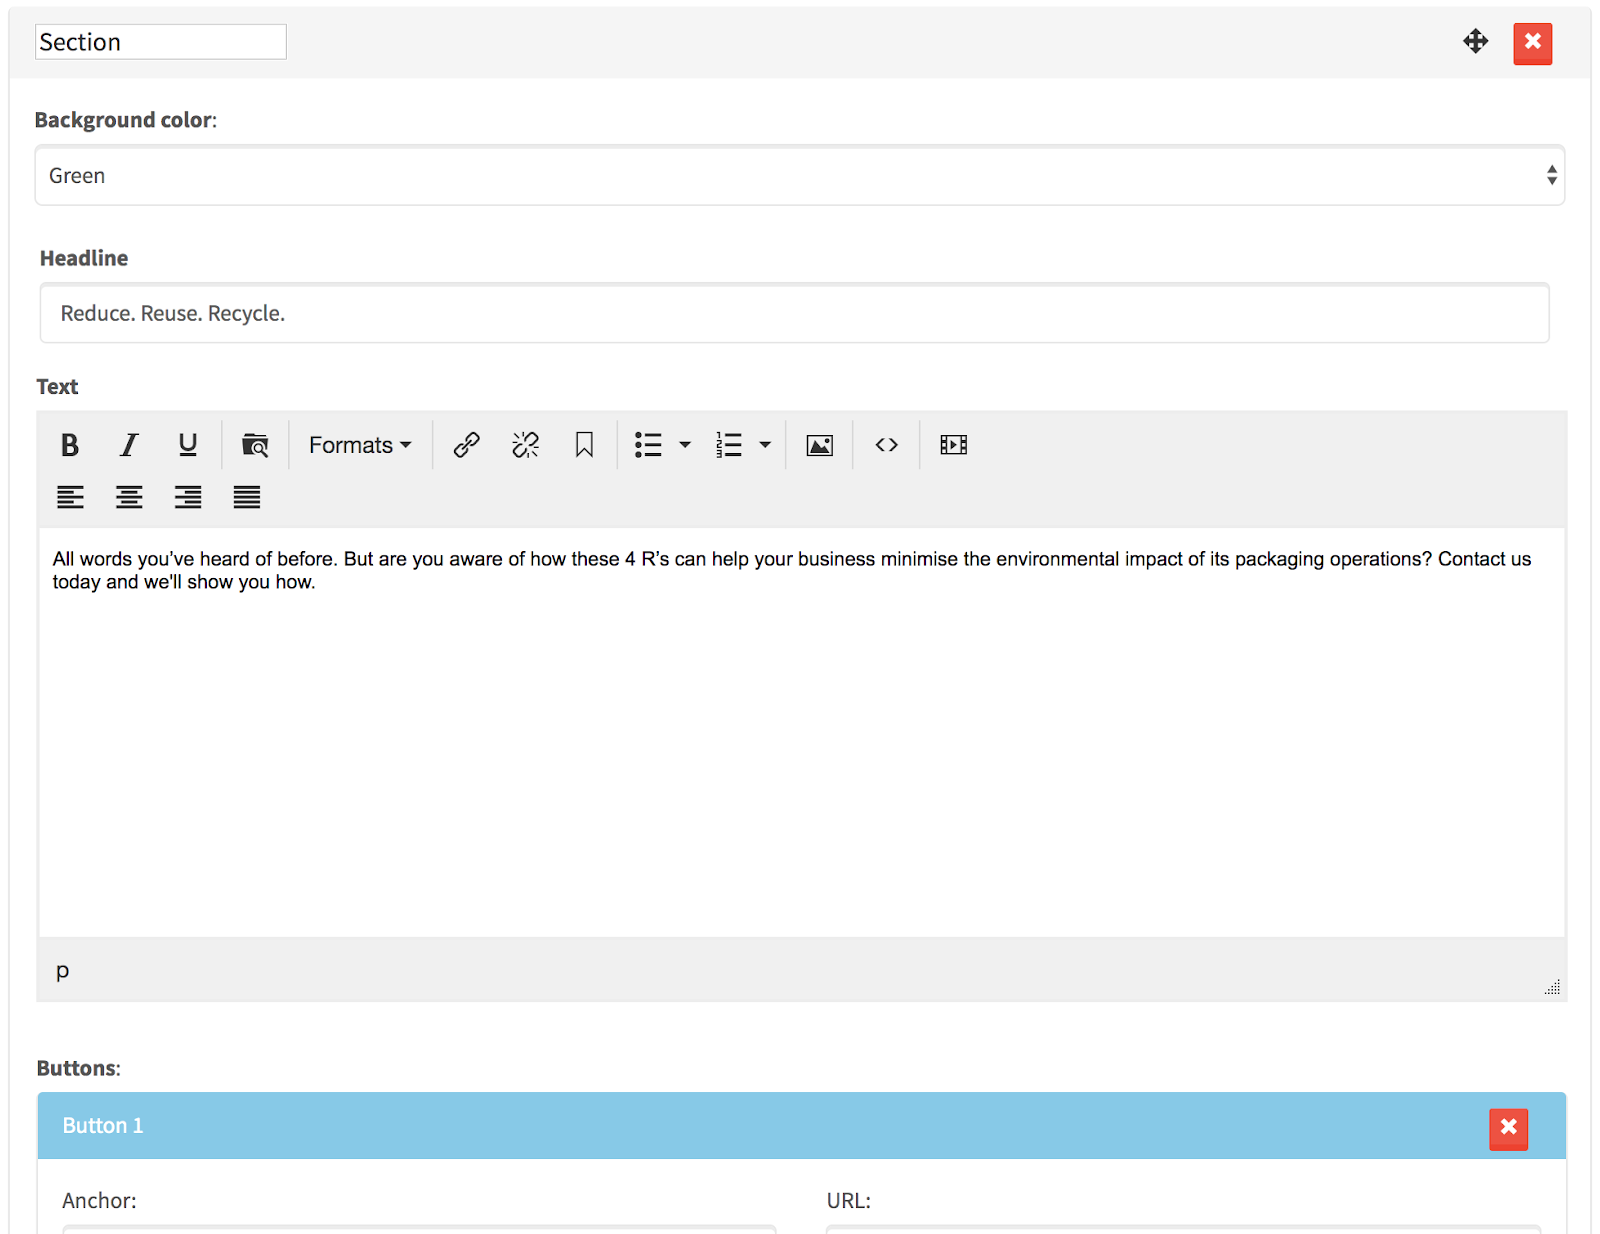 Section
Background color:
Green
Headline
Reduce. Reuse. Recycle.
Text
B I U Formats
All words you’ve heard of before. But are you aware of how these 4 R’s can help your business minimise the environmental impact of its packaging operations? Contact us
today and we'll show you how.
p
Buttons:
Button 1
Anchor: URL: